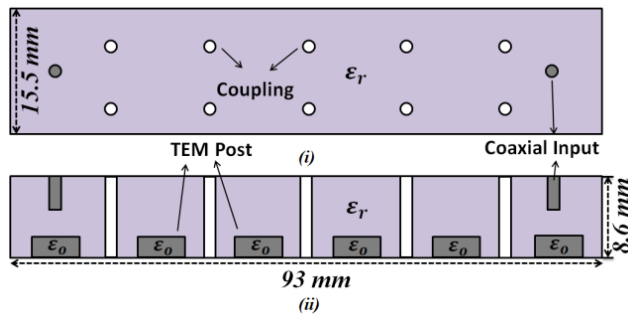 15.5 mm
Coupling
εr
TEM Post
(i)
Coaxial Input
εr
εo
εo
εo
εo
εo
εo
8.6 mm
93 mm
(ii)